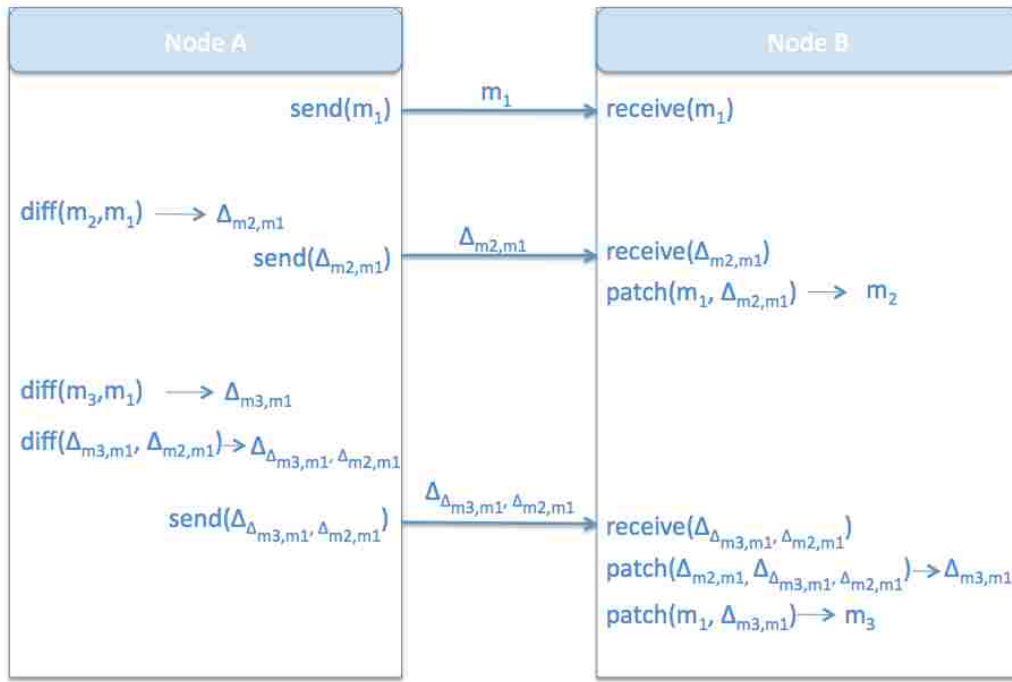 Node A
Node B
send(m₁)
m₁
receive(m₁)
diff(m₂,m₁) → Δm2,m1
send(Δm2,m1)
Δm2,m1
receive(Δm2,m1)
patch(m₁, Δm2,m1) → m₂
diff(m₃,m₁) → Δm3,m1
diff(Δm3,m1, Δm2,m1) → ΔΔm3,m1, Δm2,m1
send(ΔΔm3,m1, Δm2,m1)
ΔΔm3,m1, Δm2,m1
receive(ΔΔm3,m1, Δm2,m1)
patch(Δm2,m1, ΔΔm3,m1, Δm2,m1) → Δm3,m1
patch(m₁, Δm3,m1) → m₃